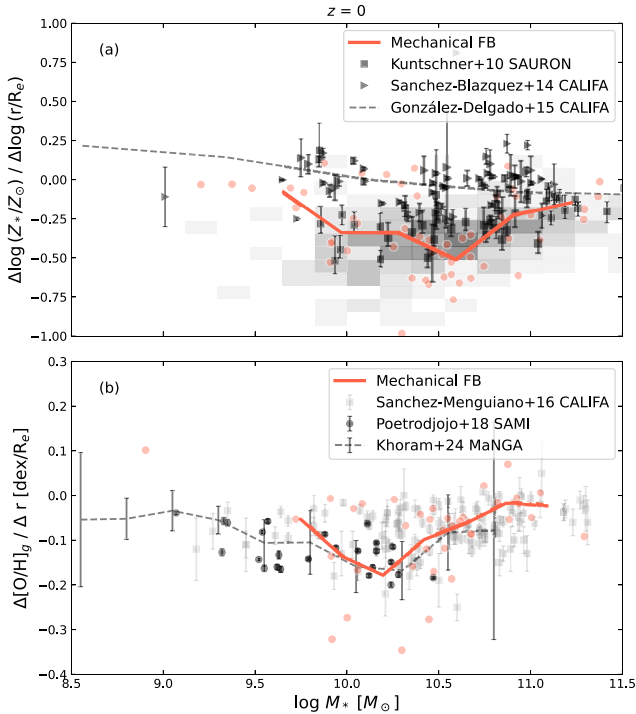 z = 0
(a)
Mechanical FB
Kuntschner+10 SAURON
Sanchez-Blazquez+14 CALIFA
González-Delgado+15 CALIFA
Δlog (Z*/Z⊙) / Δlog (r/Re)
1.00
0.75
0.50
0.25
0.00
−0.25
−0.50
−0.75
−1.00
(b)
Mechanical FB
Sanchez-Menguiano+16 CALIFA
Poetrodjojo+18 SAMI
Khoram+24 MaNGA
Δ[O/H]g / Δ r [dex/Re]
0.3
0.2
0.1
0.0
−0.1
−0.2
−0.3
−0.4
8.5 9.0 9.5 10.0 10.5 11.0 11.5
log M* [M⊙]